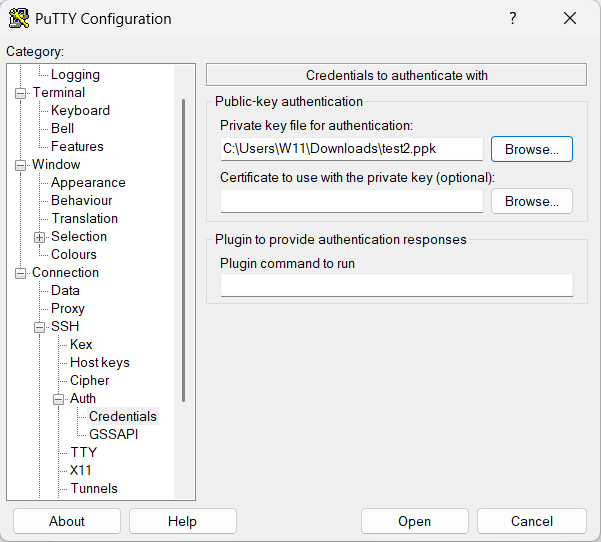 PuTTY Configuration
?
Category:
Logging
Terminal
Keyboard
Bell
Features
Window
Appearance
Behaviour
Translation
Selection
Colours
Connection
Data
Proxy
SSH
Kex
Host keys
Cipher
Auth
Credentials
GSSAPI
TTY
X11
Tunnels
Credentials to authenticate with
Public-key authentication
Private key file for authentication:
C:\Users\W11\Downloads\test2.ppk
Browse...
Certificate to use with the private key (optional):
Browse...
Plugin to provide authentication responses
Plugin command to run
About
Help
Open
Cancel